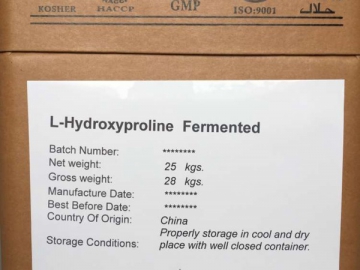 KOSHER HACCP GMP ISO:9001 حلال
L-Hydroxyproline Fermented
Batch Number: ********
Net weight: 25 kgs.
Gross weight: 28 kgs.
Manufacture Date: ********
Best Before Date: ********
Country Of Origin: China
Storage Conditions: Properly storage in cool and dry
place with well closed container.